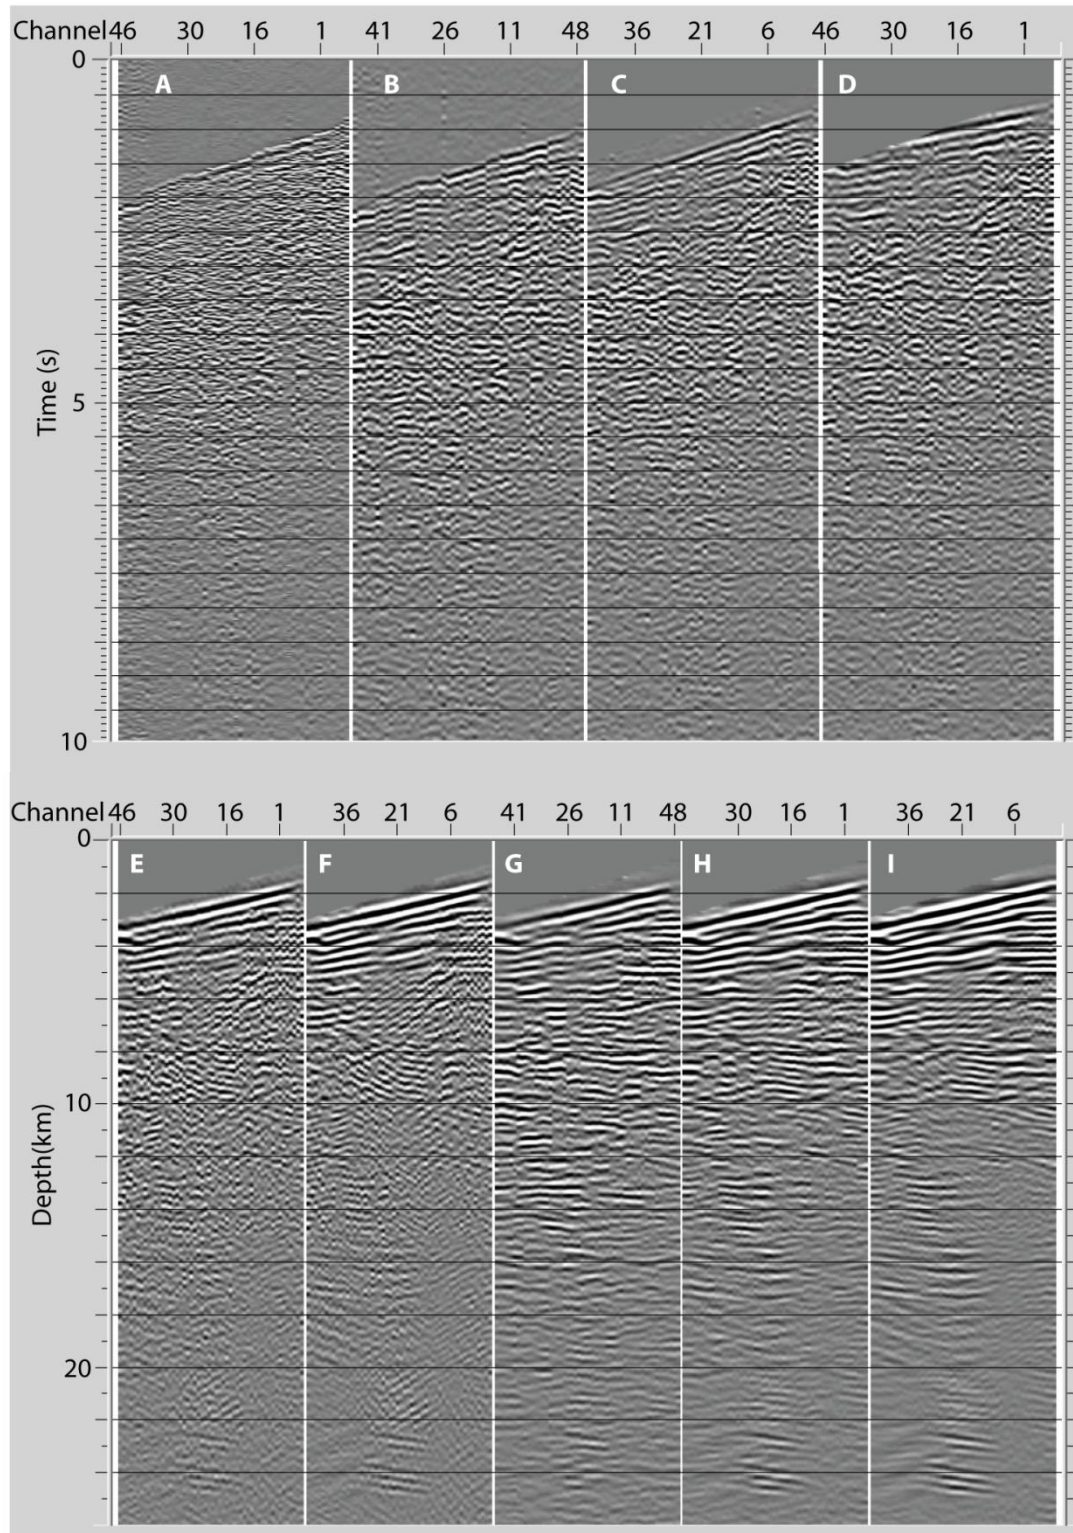 Channel 46 30 16 1 41 26 11 48 36 21 6 46 30 16 1
0
A B C D
Time (s)
5
10
Channel 46 30 16 1 36 21 6 41 26 11 48 30 16 1 36 21 6
0
E F G H I
10
Depth(km)
20